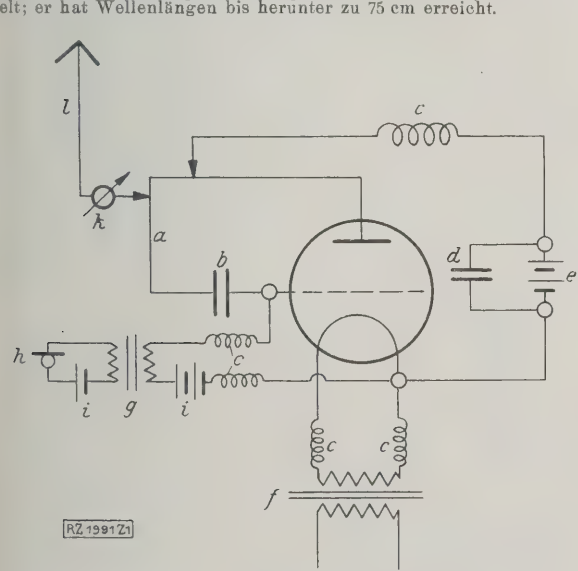 elt; er hat Wellenlängen bis herunter zu 75 cm erreicht.
c
l
k
a
b
d
e
h
c
i
g
i
c
c
f
RZ 1991 Z1